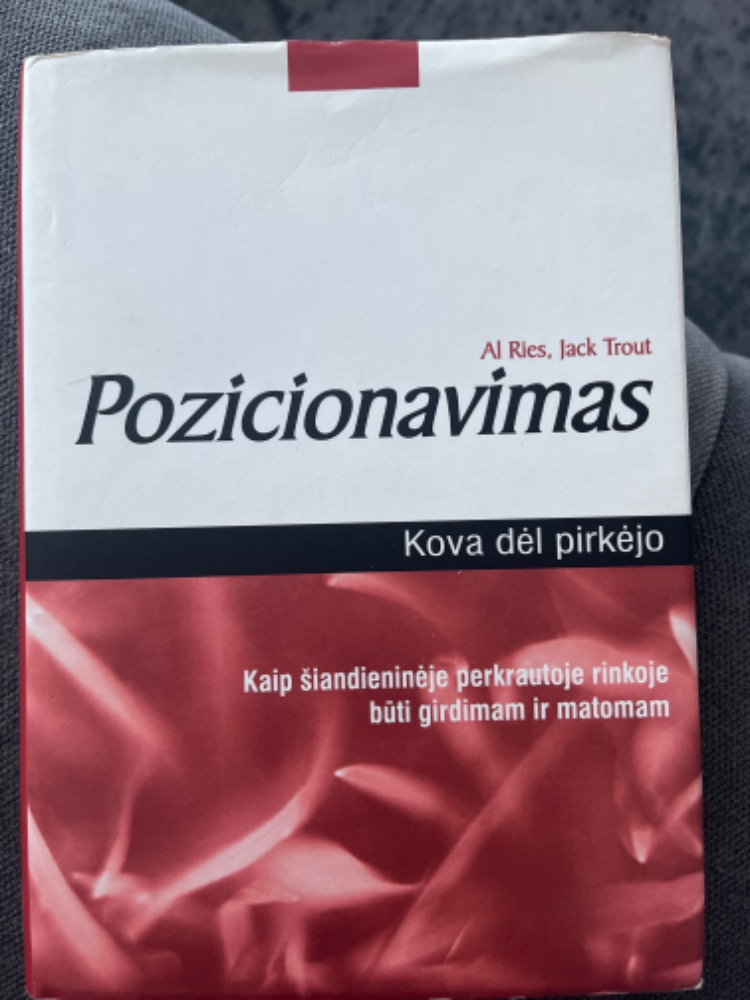 Al Ries, Jack Trout
Pozicionavimas
Kova dėl pirkėjo
Kaip šiandieninėje perkrautoje rinkoje
būti girdimam ir matomam